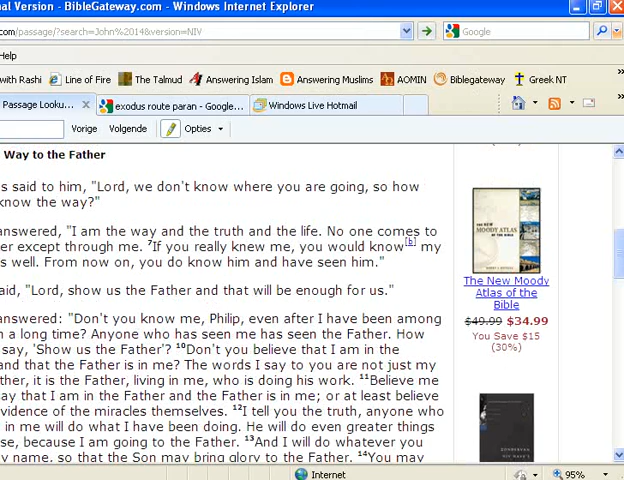 nal Version - BibleGateway.com - Windows Internet Explorer
com/passage/?search=John%2014&version=NIV
Google
Help
with Rashi
Line of Fire
The Talmud
Answering Islam
Answering Muslims
AOMIN
Biblegateway
Greek NT
Passage Looku...
exodus route paran - Google...
Windows Live Hotmail
Vorige
Volgende
Opties
Way to the Father
s said to him, "Lord, we don't know where you are going, so how
know the way?"
answered, "I am the way and the truth and the life. No one comes to
er except through me. 7If you really knew me, you would know[b] my
s well. From now on, you do know him and have seen him."
aid, "Lord, show us the Father and that will be enough for us."
answered: "Don't you know me, Philip, even after I have been among
h a long time? Anyone who has seen me has seen the Father. How
say, 'Show us the Father'? 10Don't you believe that I am in the
and that the Father is in me? The words I say to you are not just my
ther, it is the Father, living in me, who is doing his work. 11Believe me
ay that I am in the Father and the Father is in me; or at least believe
vidence of the miracles themselves. 12I tell you the truth, anyone who
in me will do what I have been doing. He will do even greater things
se, because I am going to the Father. 13And I will do whatever you
y name, so that the Son may bring glory to the Father. 14You may
THE NEW
MOODY ATLAS
OF THE BIBLE
The New Moody
Atlas of the
Bible
$49.99 $34.99
You Save $15
(30%)
Internet
95%